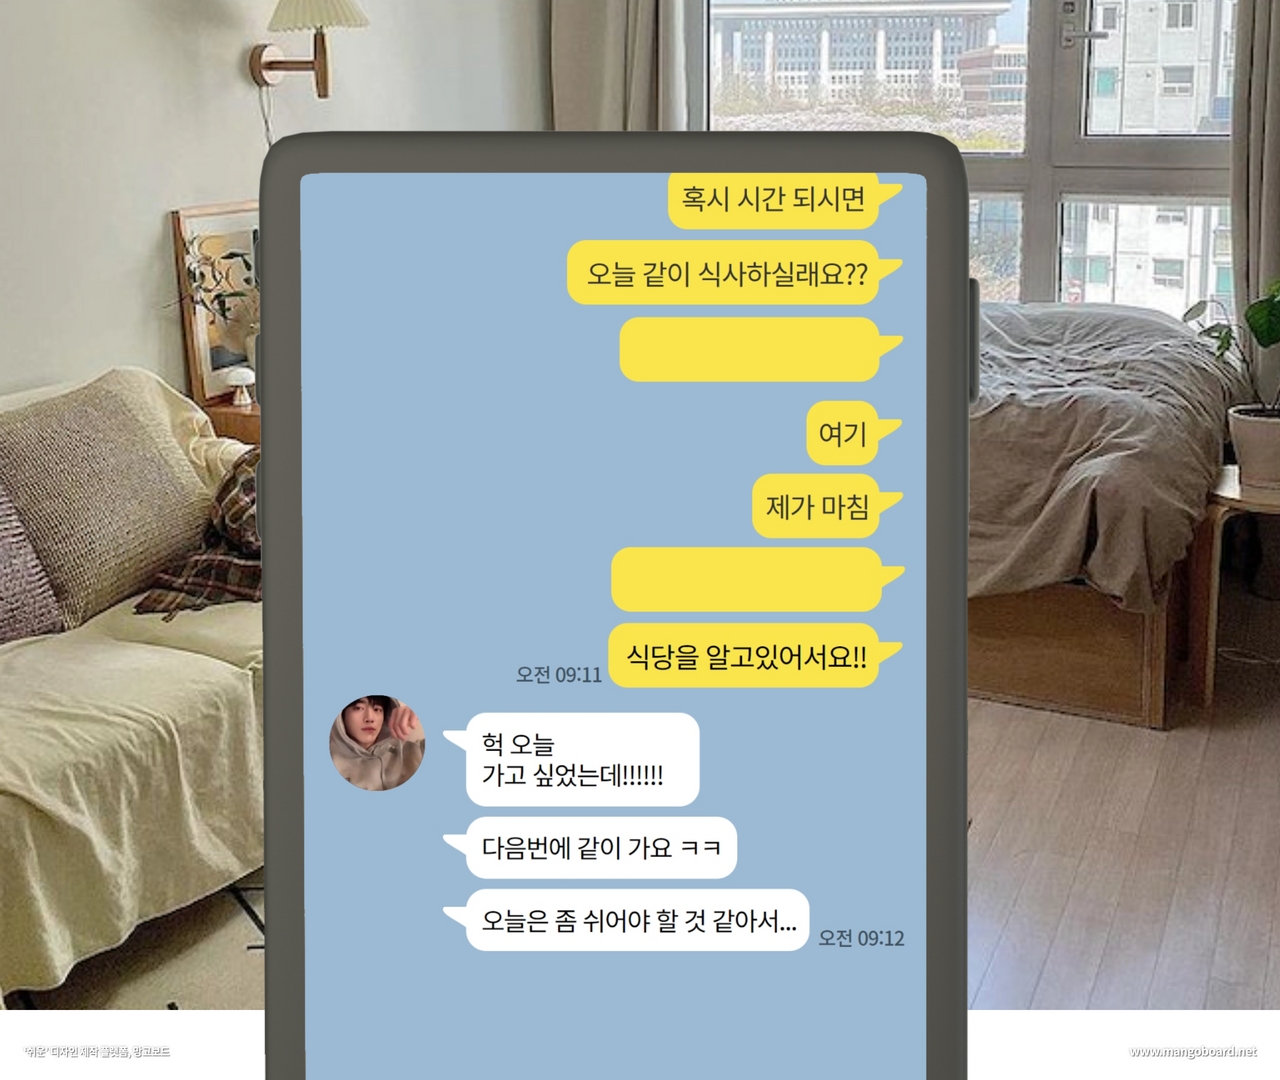 혹시 시간 되시면
오늘 같이 식사하실래요??
여기
제가 마침
식당을 알고있어서요!!
오전 09:11
헉 오늘
가고 싶었는데!!!!!!
다음번에 같이 가요 ㅋㅋ
오늘은 좀 쉬어야 할 것 같아서...
오전 09:12
'쉬운' 디자인 제작 플랫폼, 망고보드
www.mangoboard.net